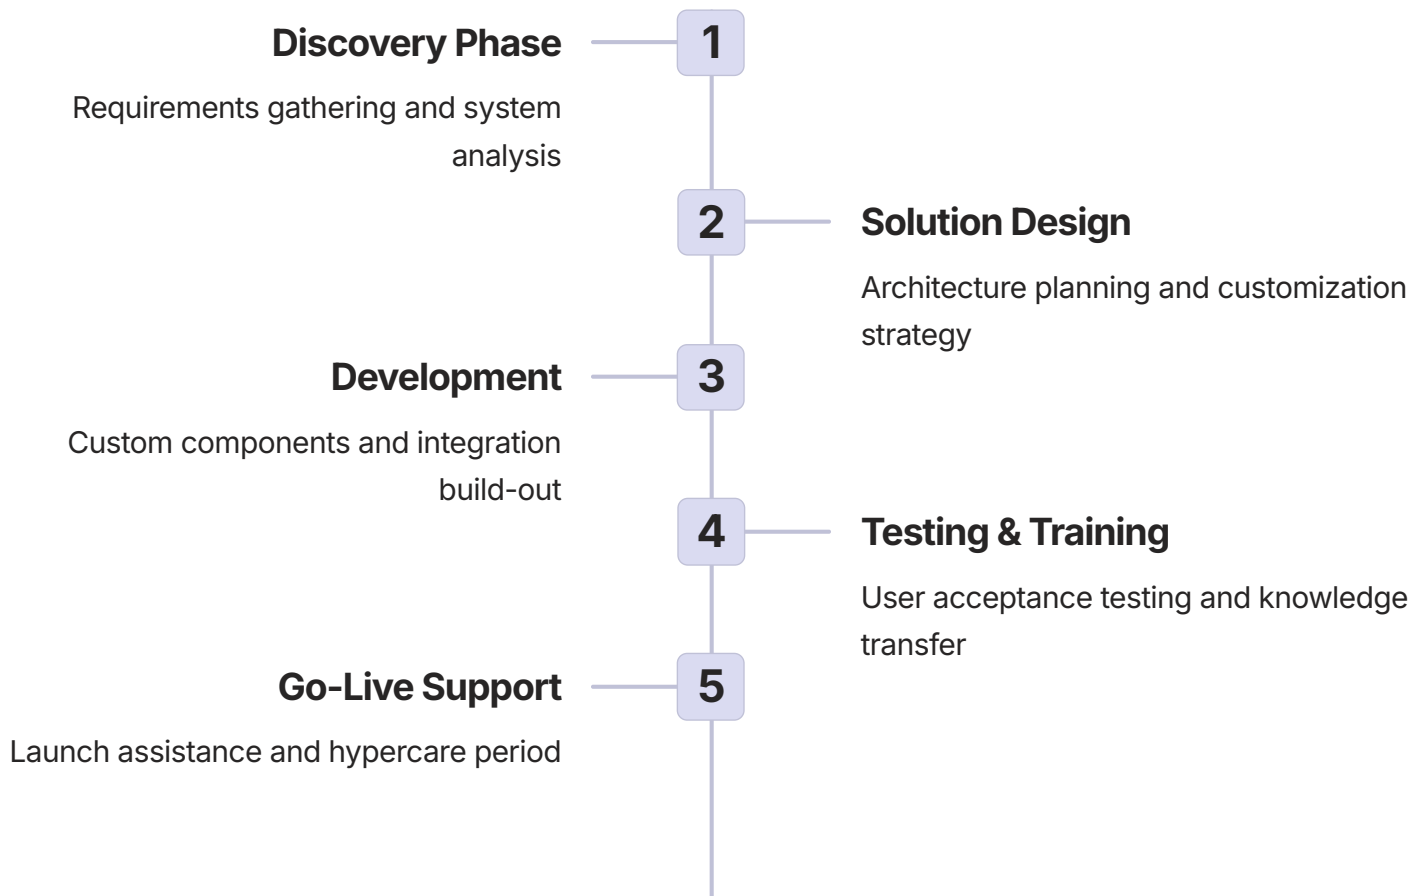 1
Discovery Phase
Requirements gathering and system
analysis
2
Solution Design
Architecture planning and customization
strategy
3
Development
Custom components and integration
build-out
4
Testing & Training
User acceptance testing and knowledge
transfer
5
Go-Live Support
Launch assistance and hypercare period